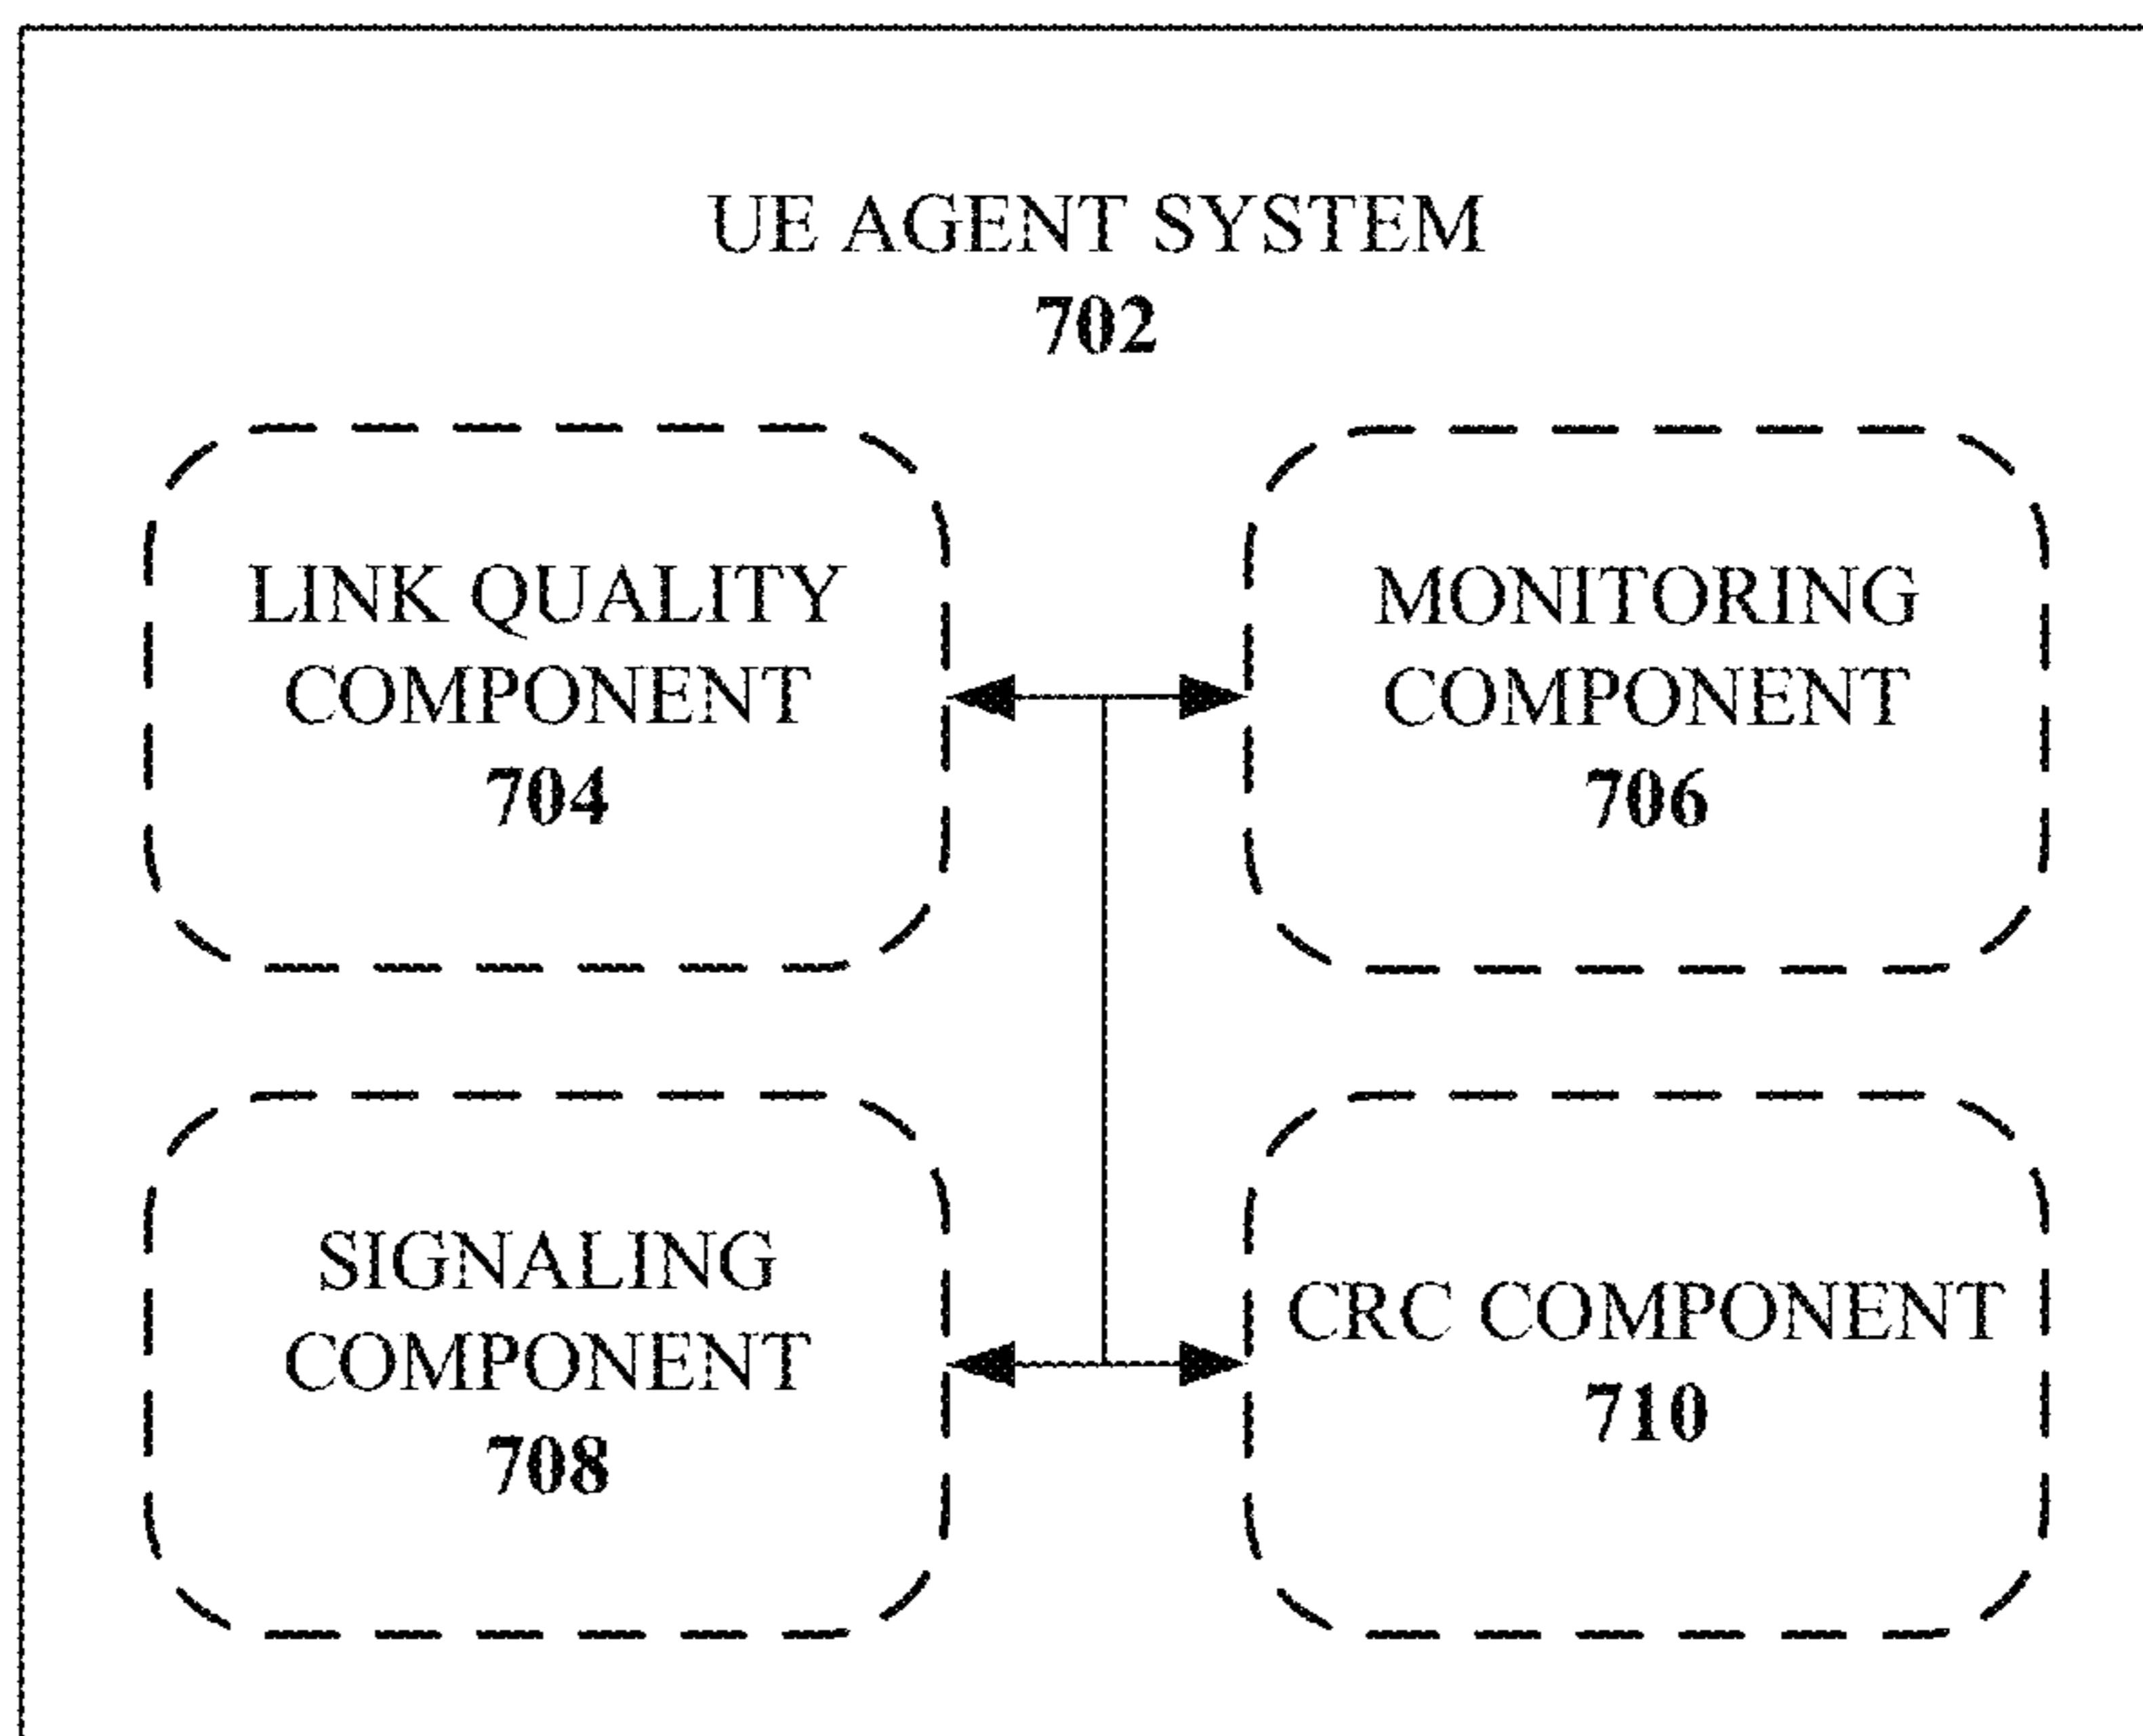 UE AGENT SYSTEM
702
LINK QUALITY
COMPONENT
704
MONITORING
COMPONENT
706
SIGNALING
COMPONENT
708
CRC COMPONENT
710